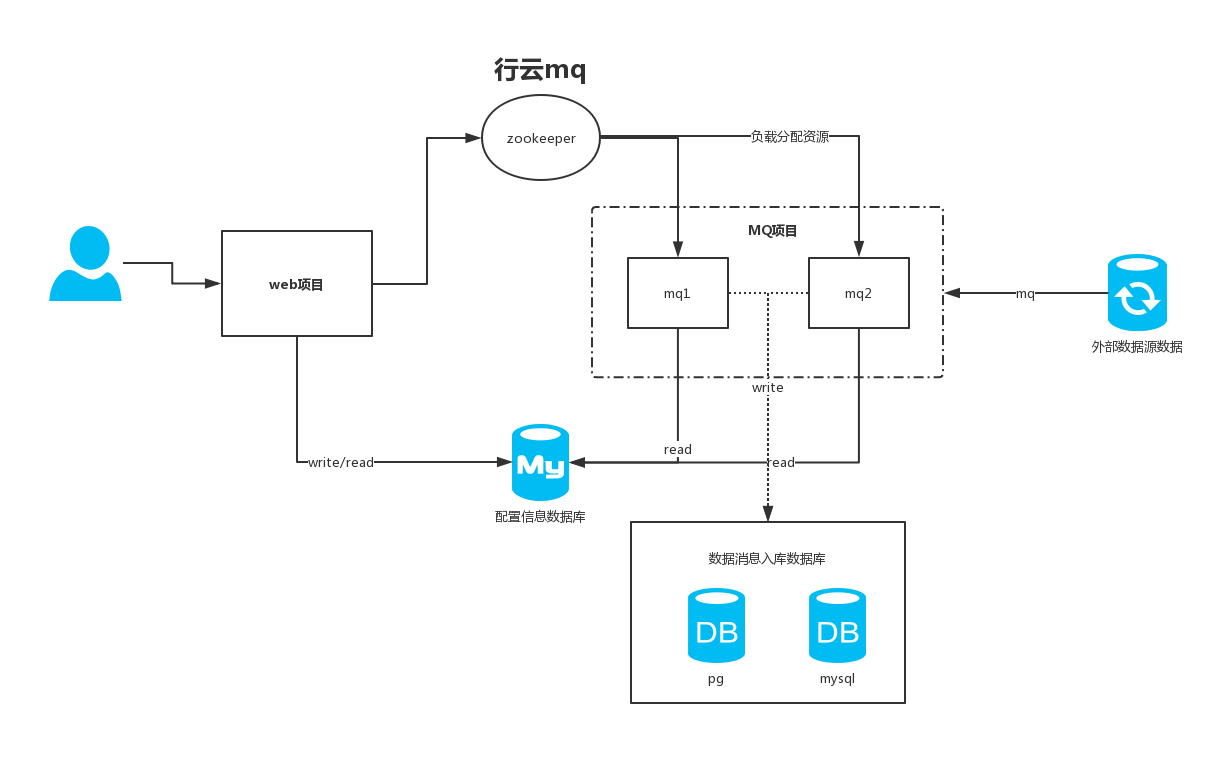 行云mq
zookeeper
负载分配资源
MQ项目
web项目
mq1
mq2
mq
外部数据源数据
write
read
write/read
read
My
配置信息数据库
数据消息入库数据库
DB
DB
pg
mysql